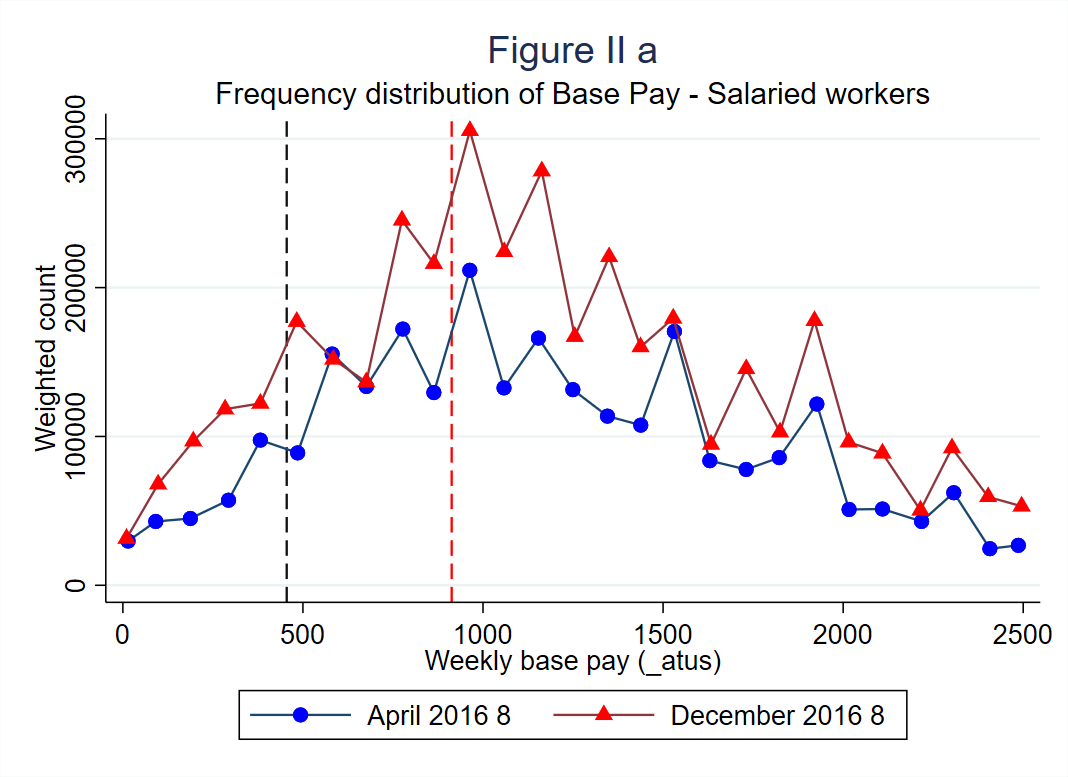 Figure II a
Frequency distribution of Base Pay - Salaried workers
300000
200000
100000
0
Weighted count
0 500 1000 1500 2000 2500
Weekly base pay (_atus)
April 2016 8 December 2016 8